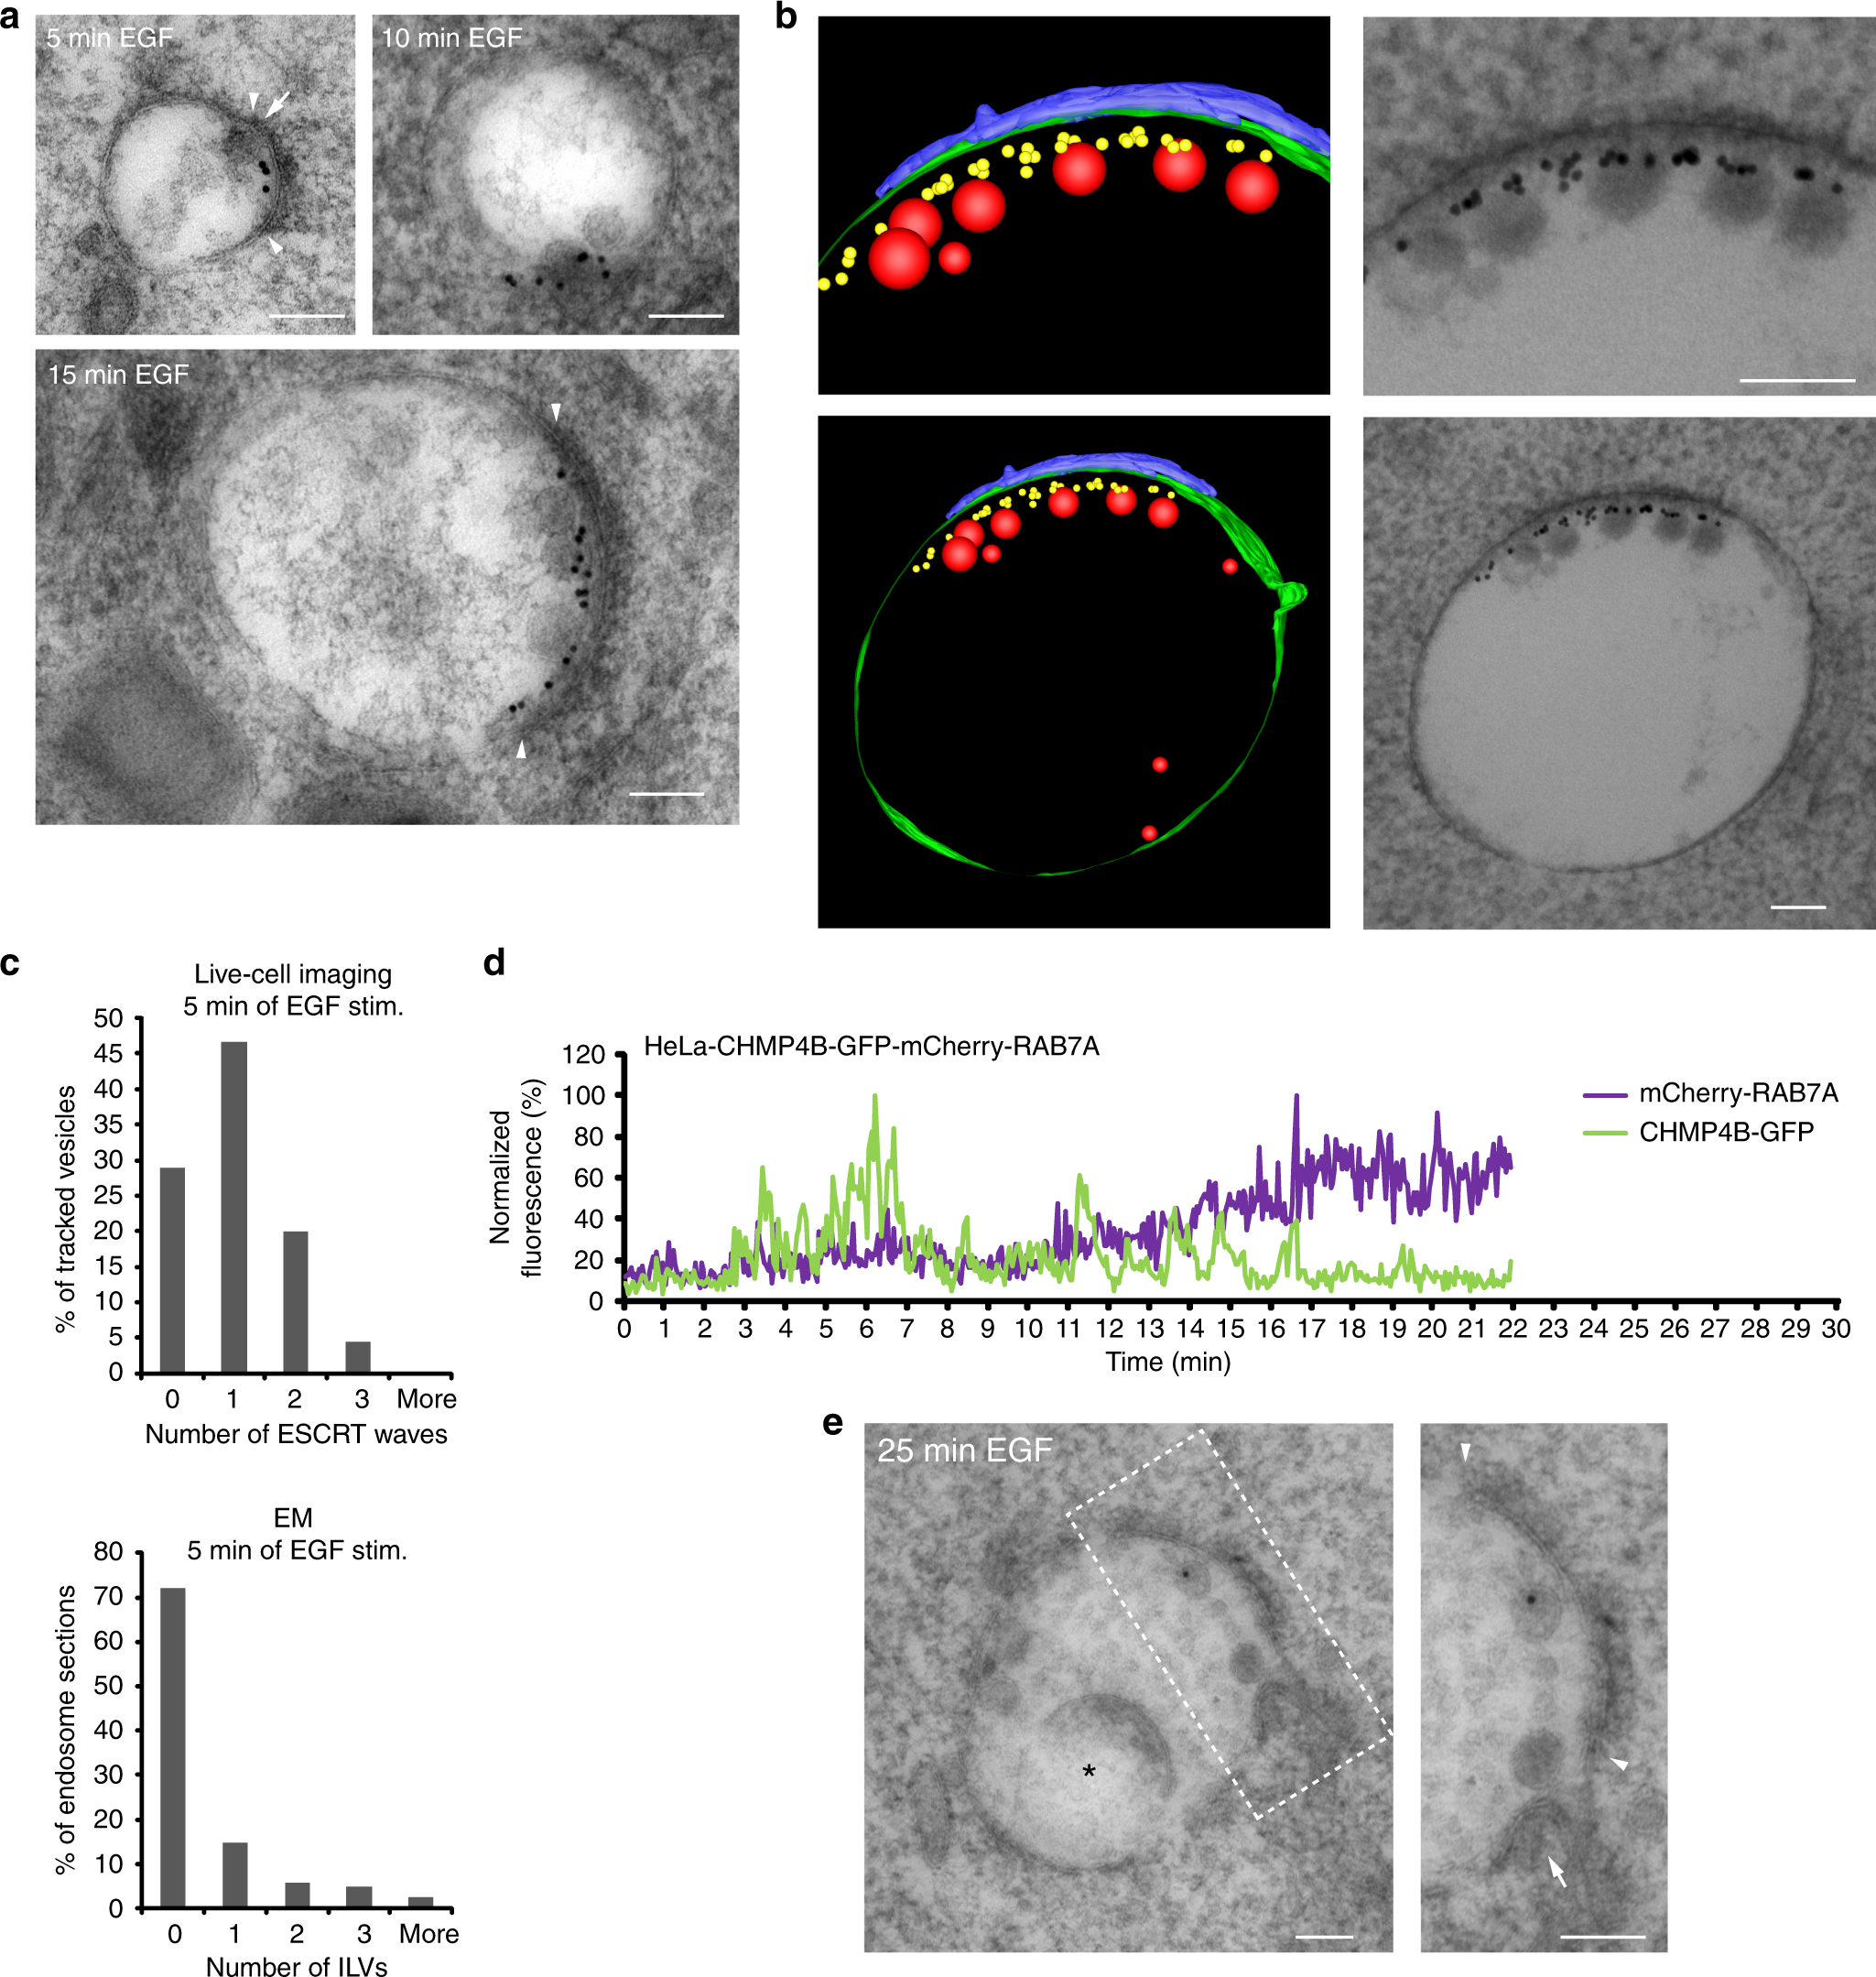 a
5 min EGF
10 min EGF
15 min EGF
b
c
Live-cell imaging
5 min of EGF stim.
% of tracked vesicles
50
45
40
35
30
25
20
15
10
5
0
0 1 2 3 More
Number of ESCRT waves
EM
5 min of EGF stim.
% of endosome sections
80
70
60
50
40
30
20
10
0
0 1 2 3 More
Number of ILVs
d
HeLa-CHMP4B-GFP-mCherry-RAB7A
Normalized
fluorescence (%)
120
100
80
60
40
20
0
mCherry-RAB7A
CHMP4B-GFP
0 1 2 3 4 5 6 7 8 9 10 11 12 13 14 15 16 17 18 19 20 21 22 23 24 25 26 27 28 29 30
Time (min)
e
25 min EGF
*